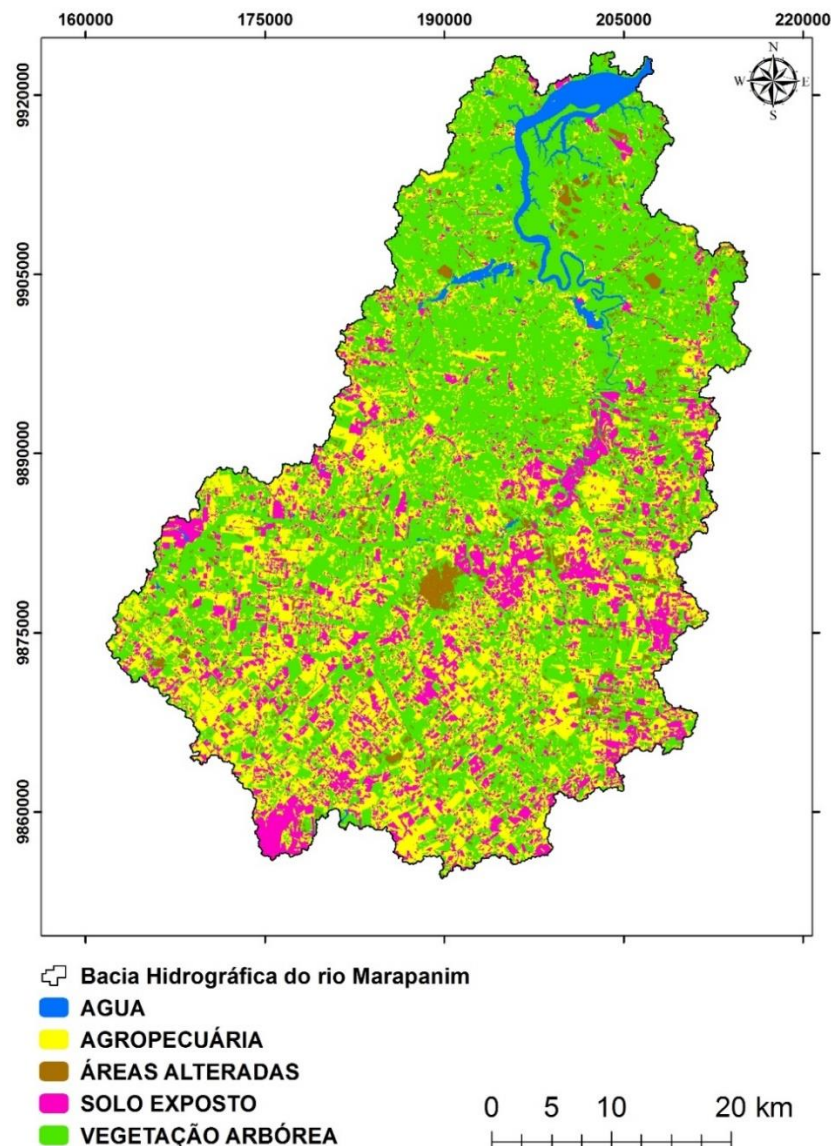 160000 175000 190000 205000 220000
N
W E
S
9920000
9905000
9890000
9875000
9860000
Bacia Hidrográfica do rio Marapanim
AGUA
AGROPECUÁRIA
ÁREAS ALTERADAS
SOLO EXPOSTO
VEGETAÇÃO ARBÓREA
0 5 10 20 km